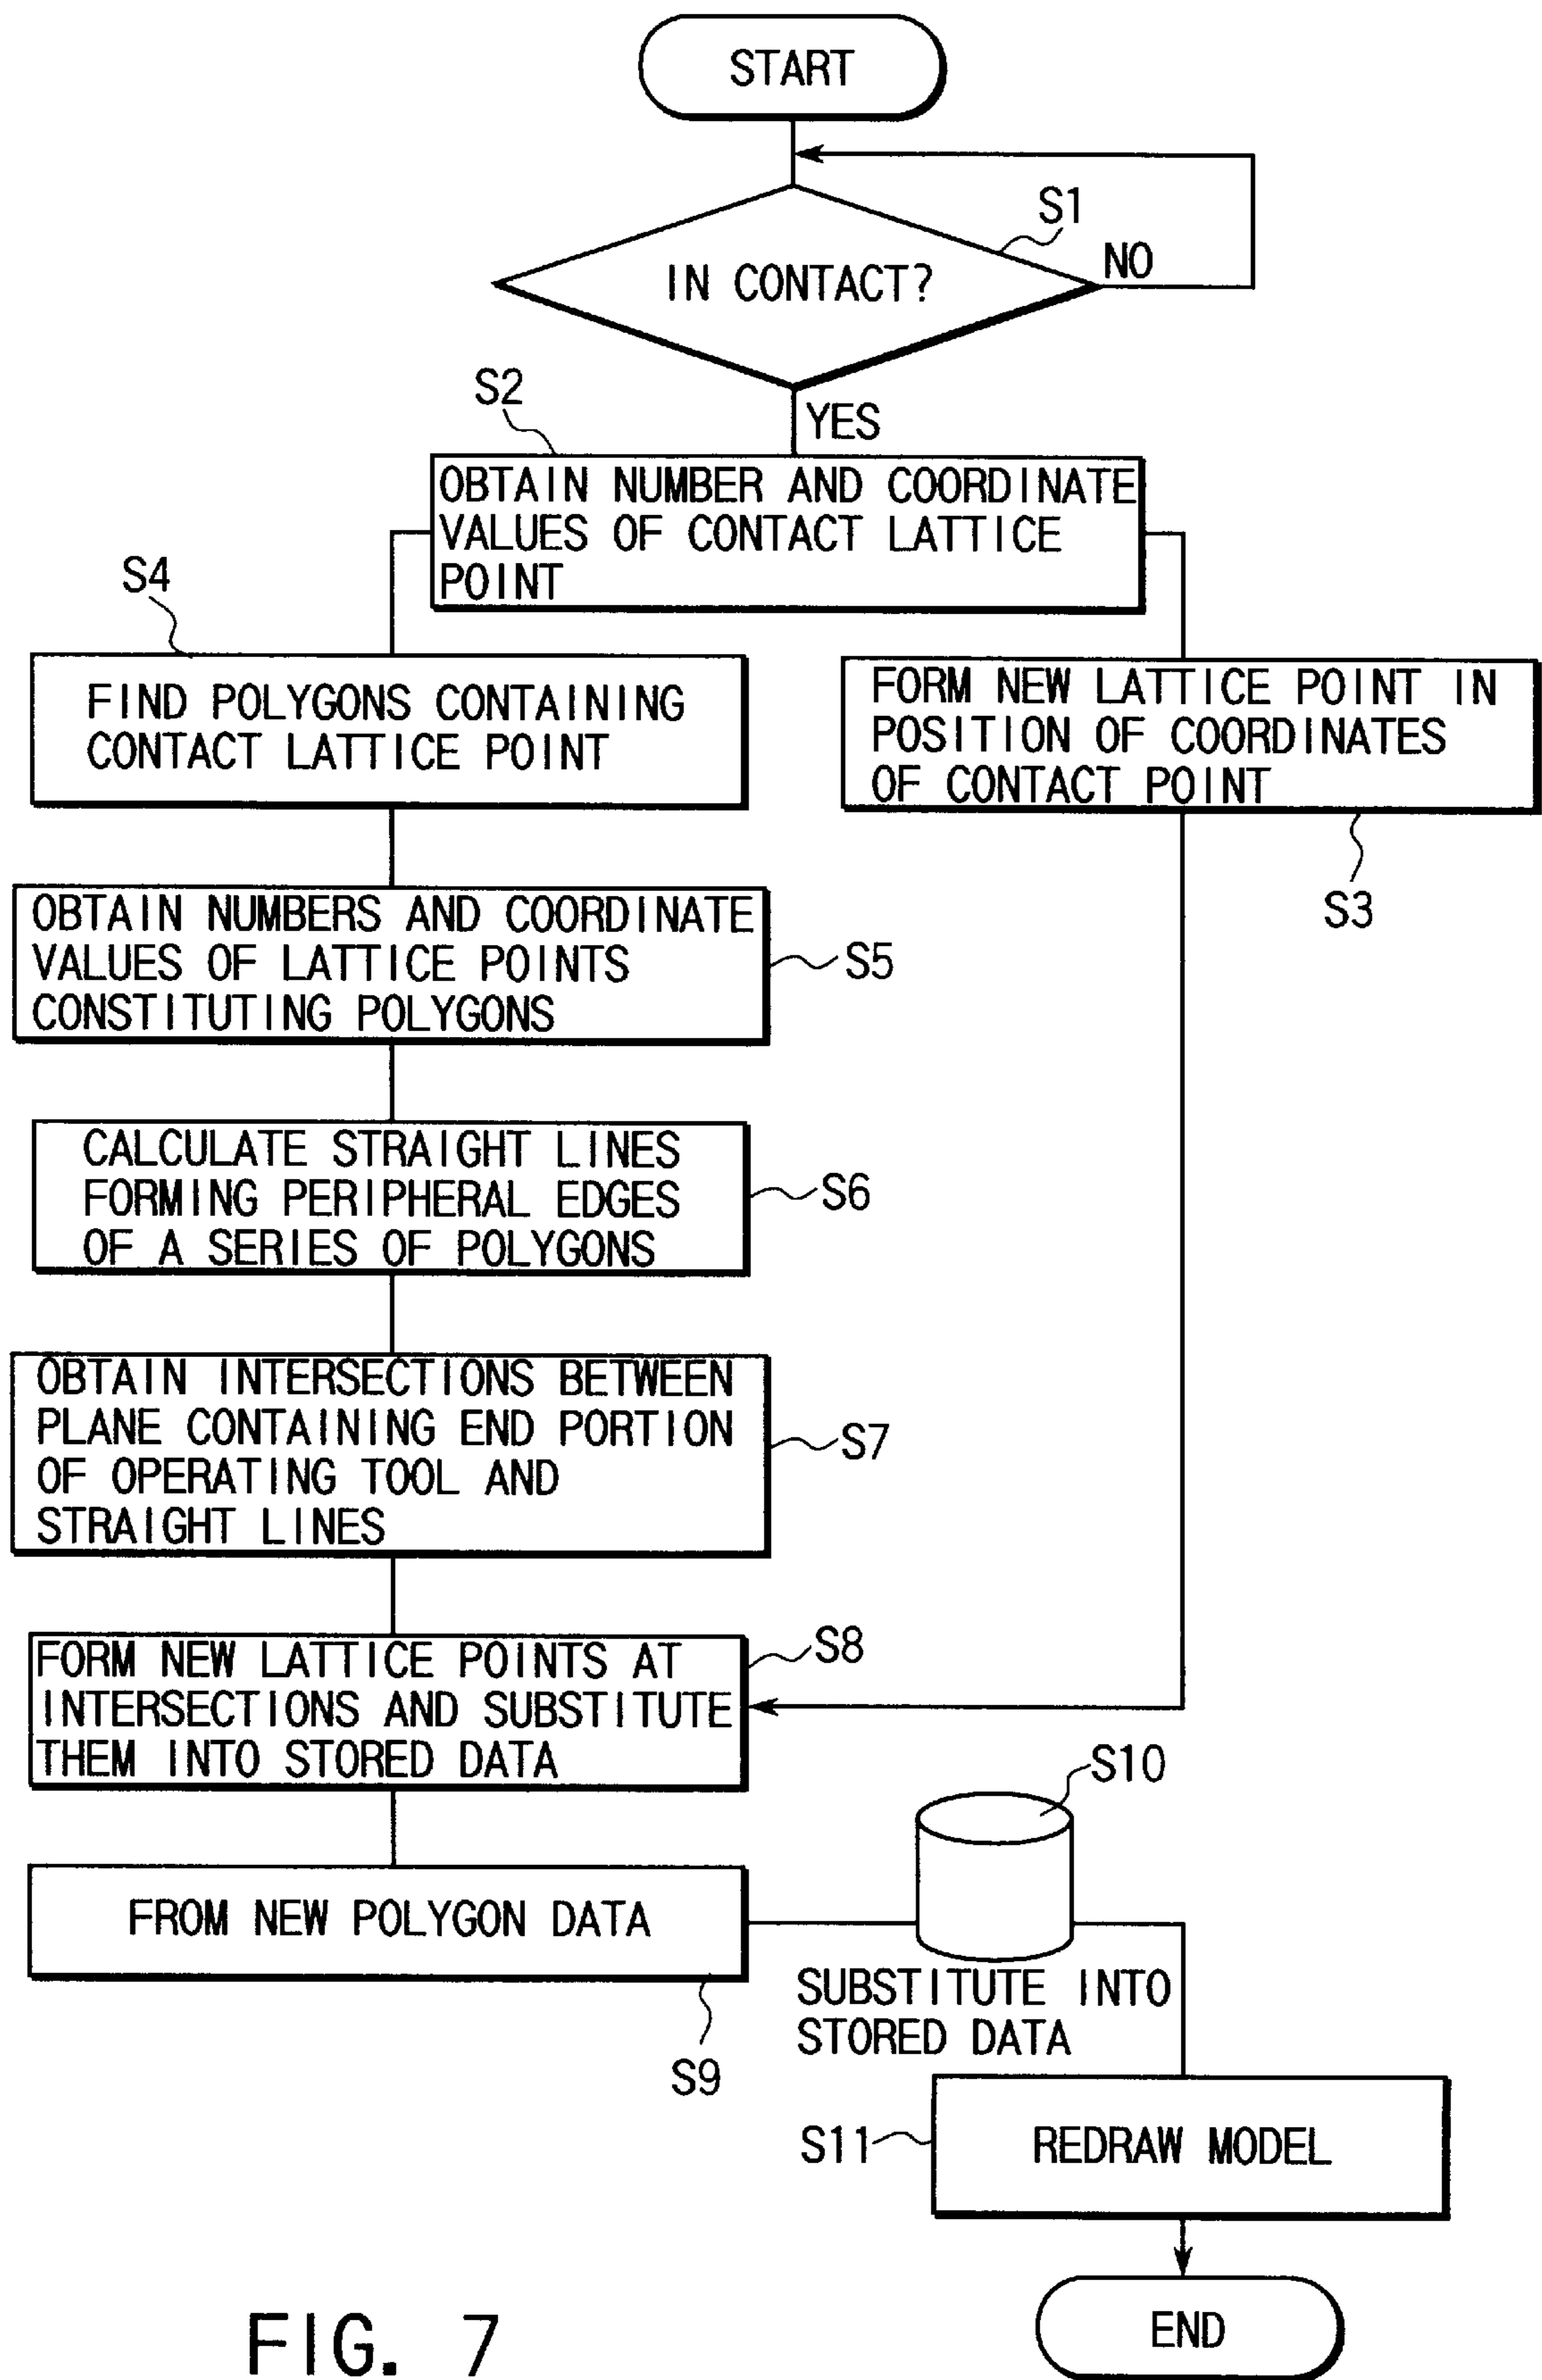 START
S1
IN CONTACT?
NO
S2
YES
OBTAIN NUMBER AND COORDINATE
VALUES OF CONTACT LATTICE
POINT
S4
FIND POLYGONS CONTAINING
CONTACT LATTICE POINT
FORM NEW LATTICE POINT IN
POSITION OF COORDINATES
OF CONTACT POINT
S3
OBTAIN NUMBERS AND COORDINATE
VALUES OF LATTICE POINTS
CONSTITUTING POLYGONS
S5
CALCULATE STRAIGHT LINES
FORMING PERIPHERAL EDGES
OF A SERIES OF POLYGONS
S6
OBTAIN INTERSECTIONS BETWEEN
PLANE CONTAINING END PORTION
OF OPERATING TOOL AND
STRAIGHT LINES
S7
FORM NEW LATTICE POINTS AT
INTERSECTIONS AND SUBSTITUTE
THEM INTO STORED DATA
S8
S10
FROM NEW POLYGON DATA
S9
SUBSTITUTE INTO
STORED DATA
S11
REDRAW MODEL
END
FIG. 7